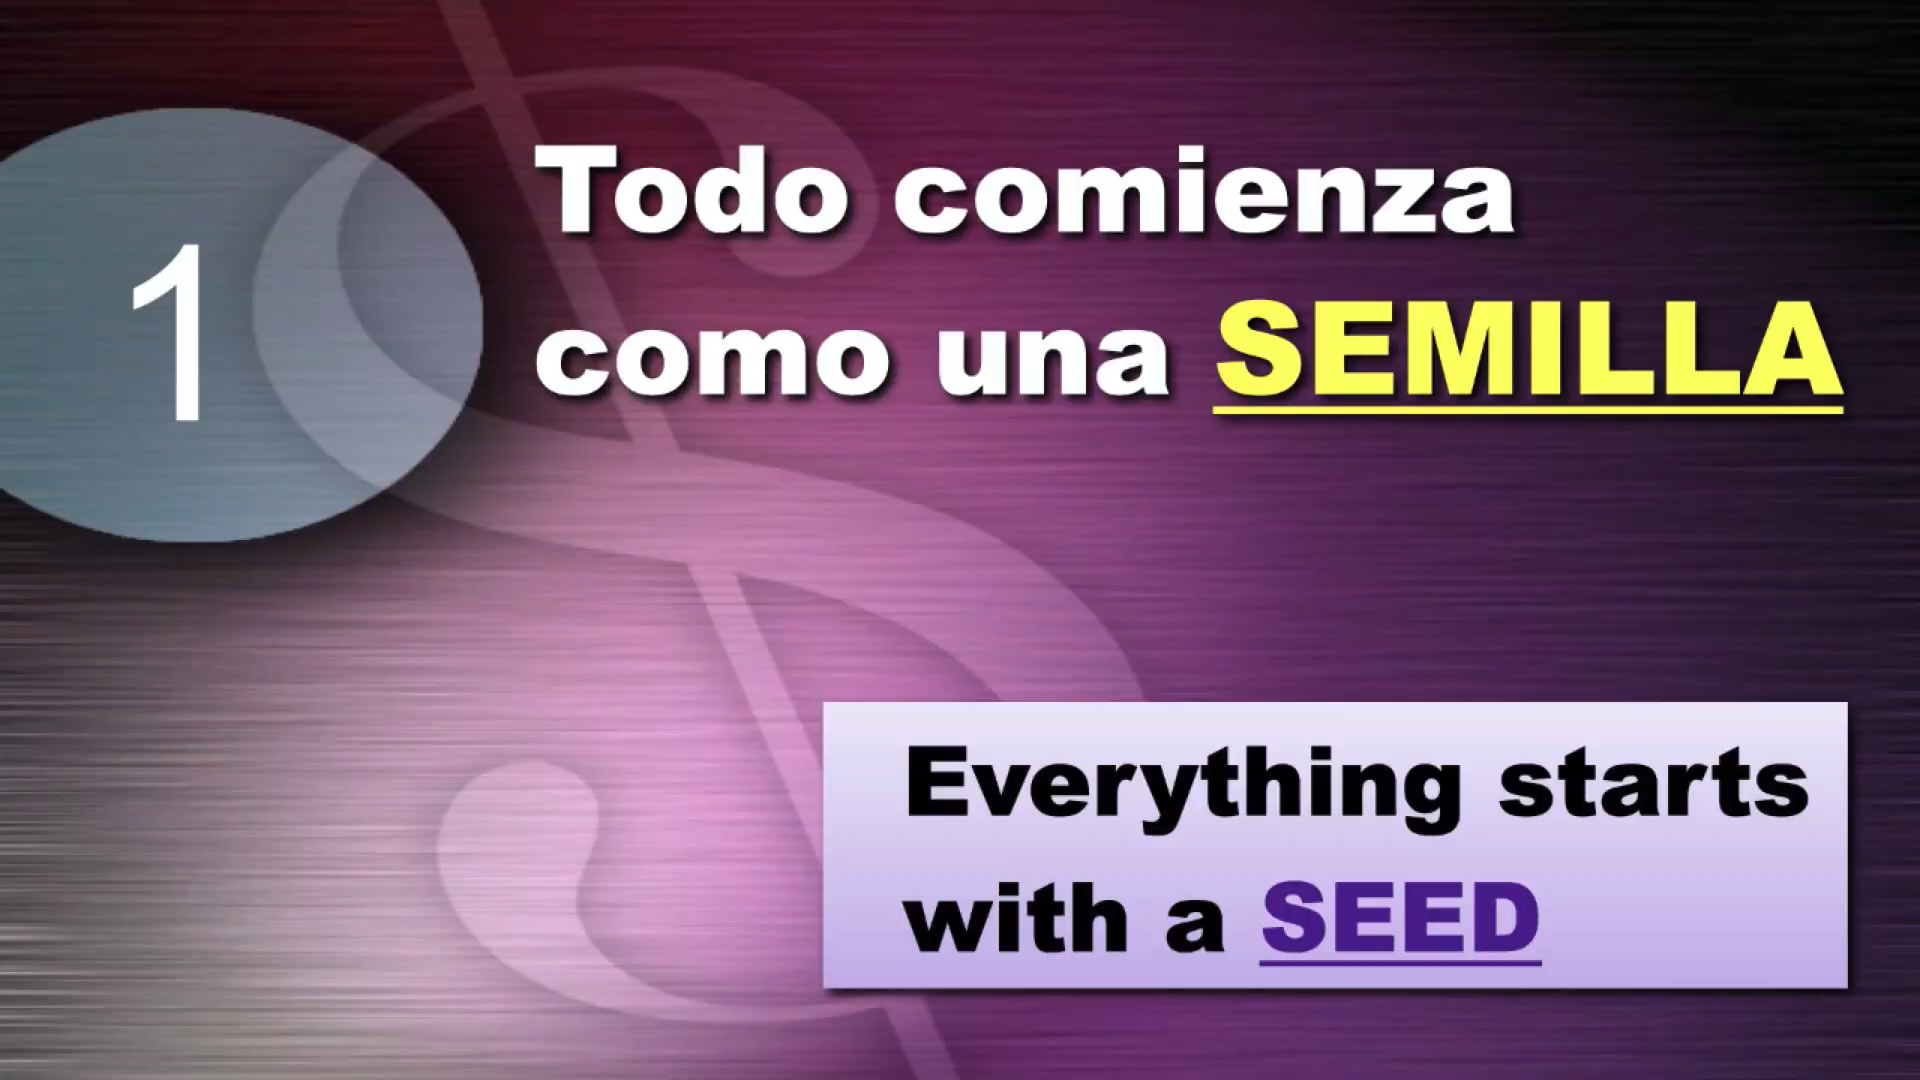 1
Todo comienza
como una SEMILLA
Everything starts
with a SEED